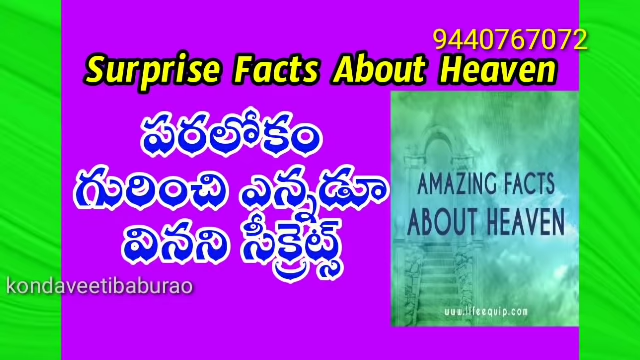 9440767072
Surprise Facts About Heaven
పరలోకం
గురించి ఎన్నడూ
వినని సీక్రెట్స్
AMAZING FACTS
ABOUT HEAVEN
www.lifeequip.com
kondaveetibaburao